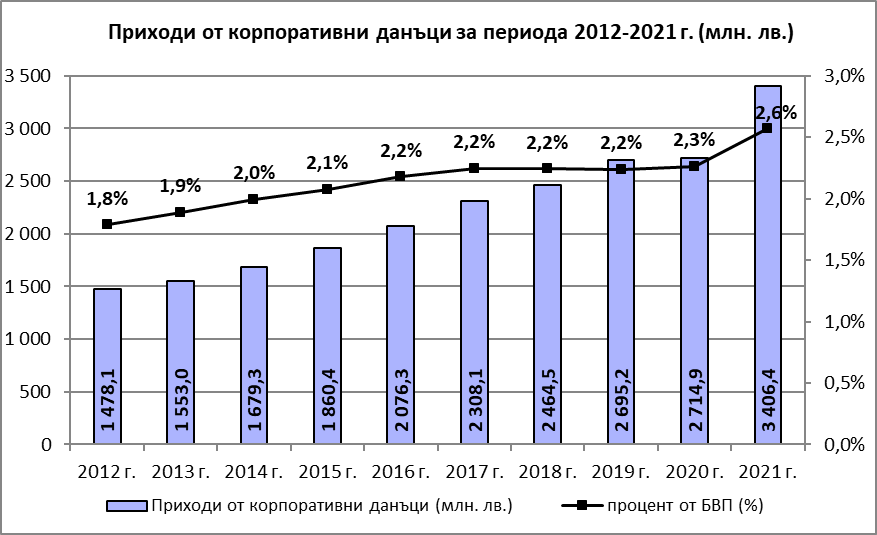 Приходи от корпоративни данъци за периода 2012-2021 г. (млн. лв.)
3 500
3 000
2 500
2 000
1 500
1 000
500
0
3,0%
2,5%
2,0%
1,5%
1,0%
0,5%
0,0%
1,8%
1,9%
2,0%
2,1%
2,2%
2,2%
2,2%
2,2%
2,3%
2,6%
1 478,1
1 553,0
1 679,3
1 860,4
2 076,3
2 308,1
2 464,5
2 695,2
2 714,9
3 406,4
2012 г.
2013 г.
2014 г.
2015 г.
2016 г.
2017 г.
2018 г.
2019 г.
2020 г.
2021 г.
Приходи от корпоративни данъци (млн. лв.)
процент от БВП (%)